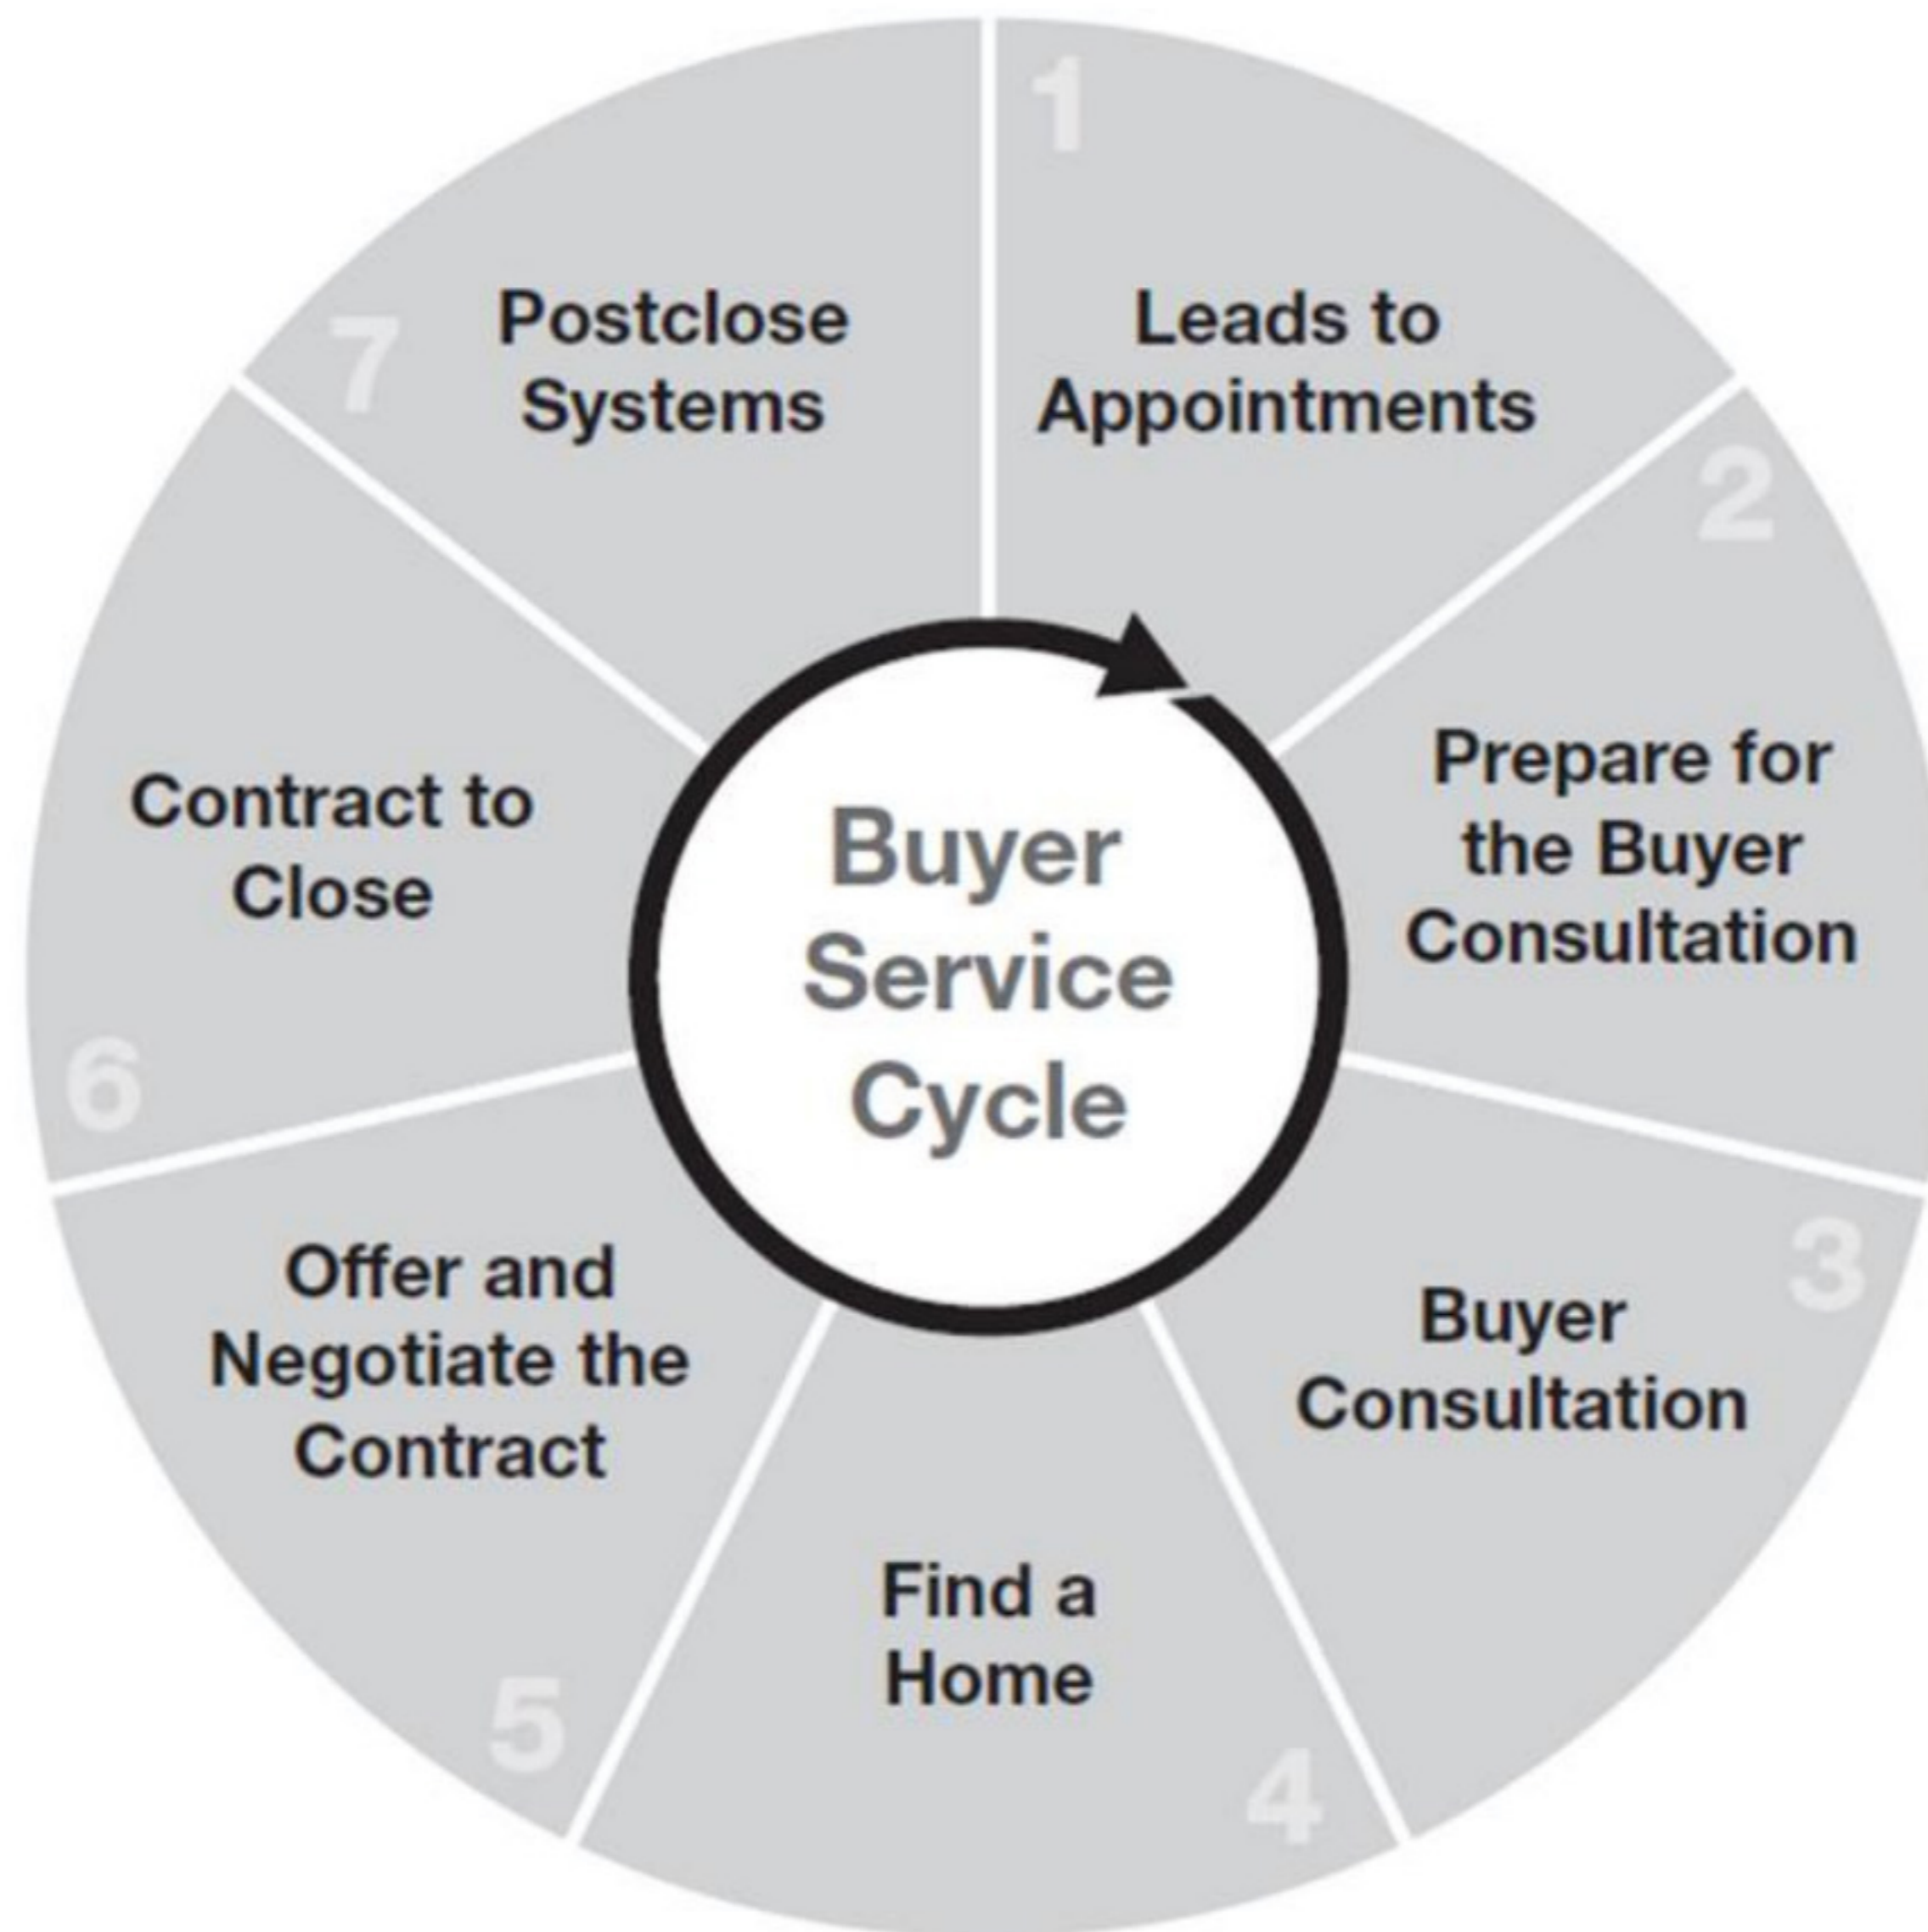 Buyer
Service
Cycle
1
Leads to
Appointments
2
Prepare for
the Buyer
Consultation
3
Buyer
Consultation
4
Find a
Home
5
Offer and
Negotiate the
Contract
6
Contract to
Close
7
Postclose
Systems